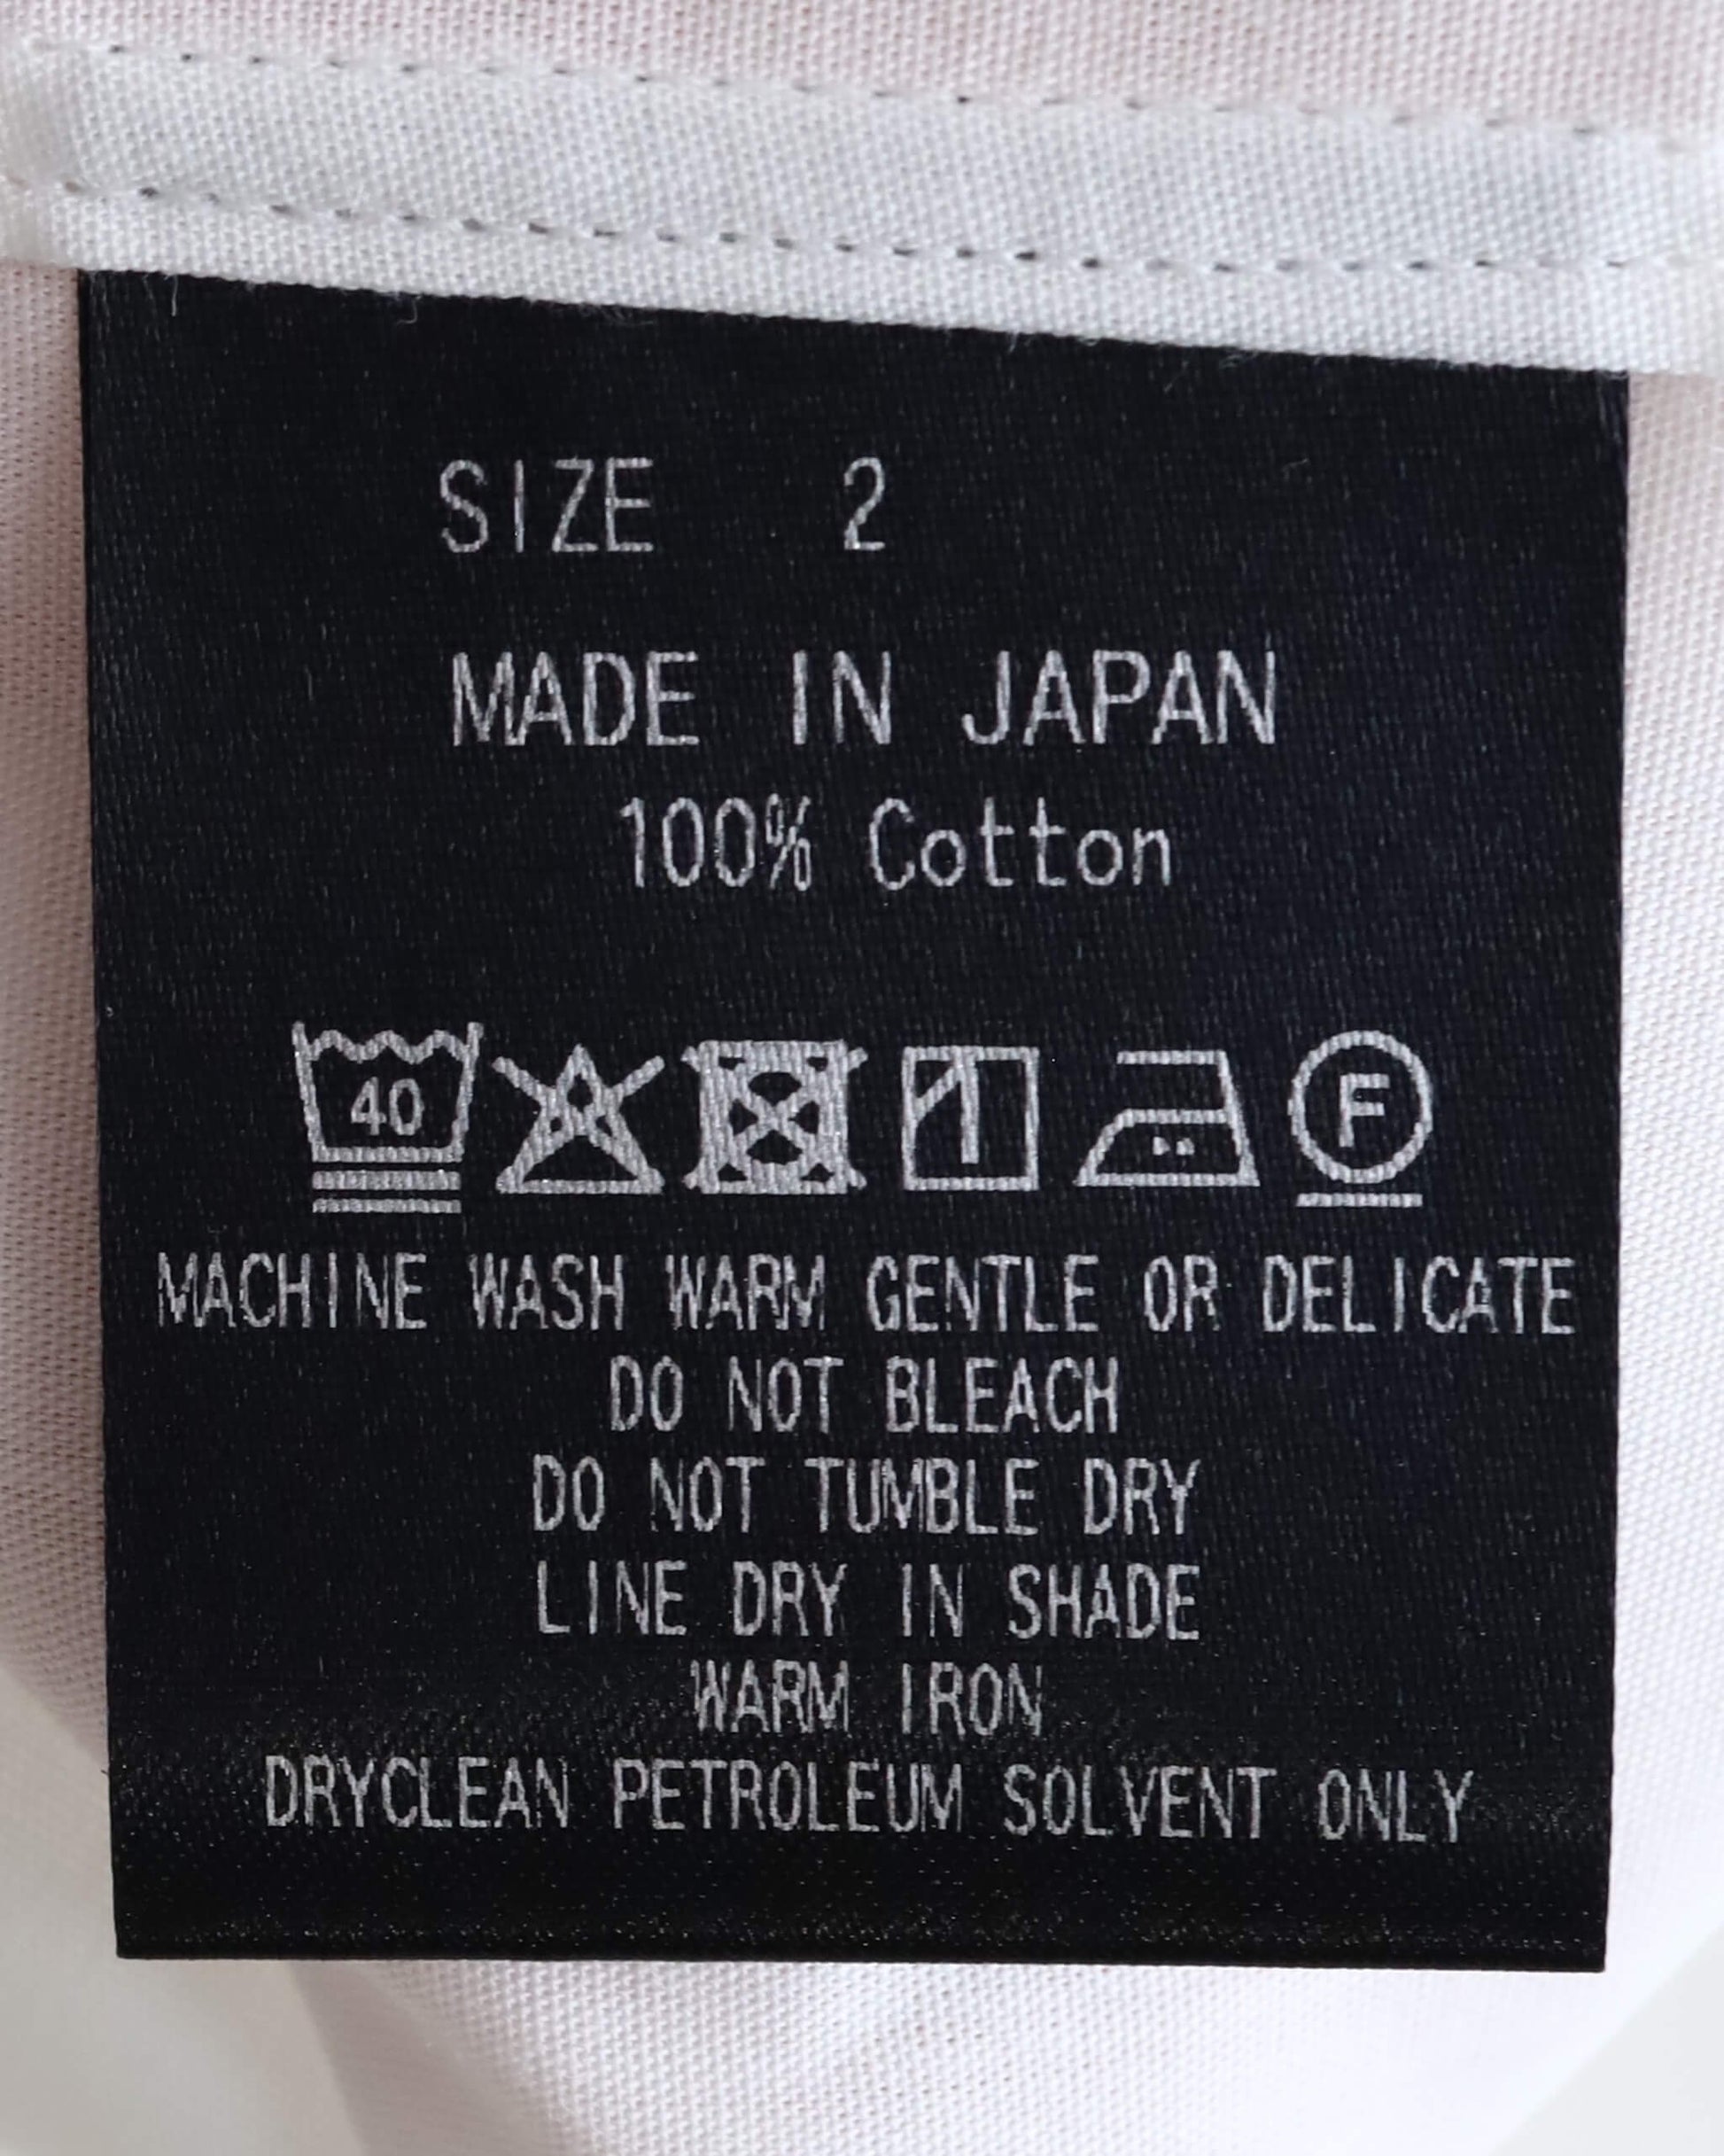 SIZE 2
MADE IN JAPAN
100% Cotton
40 F
MACHINE WASH WARM GENTLE OR DELICATE
DO NOT BLEACH
DO NOT TUMBLE DRY
LINE DRY IN SHADE
WARM IRON
DRYCLEAN PETROLEUM SOLVENT ONLY